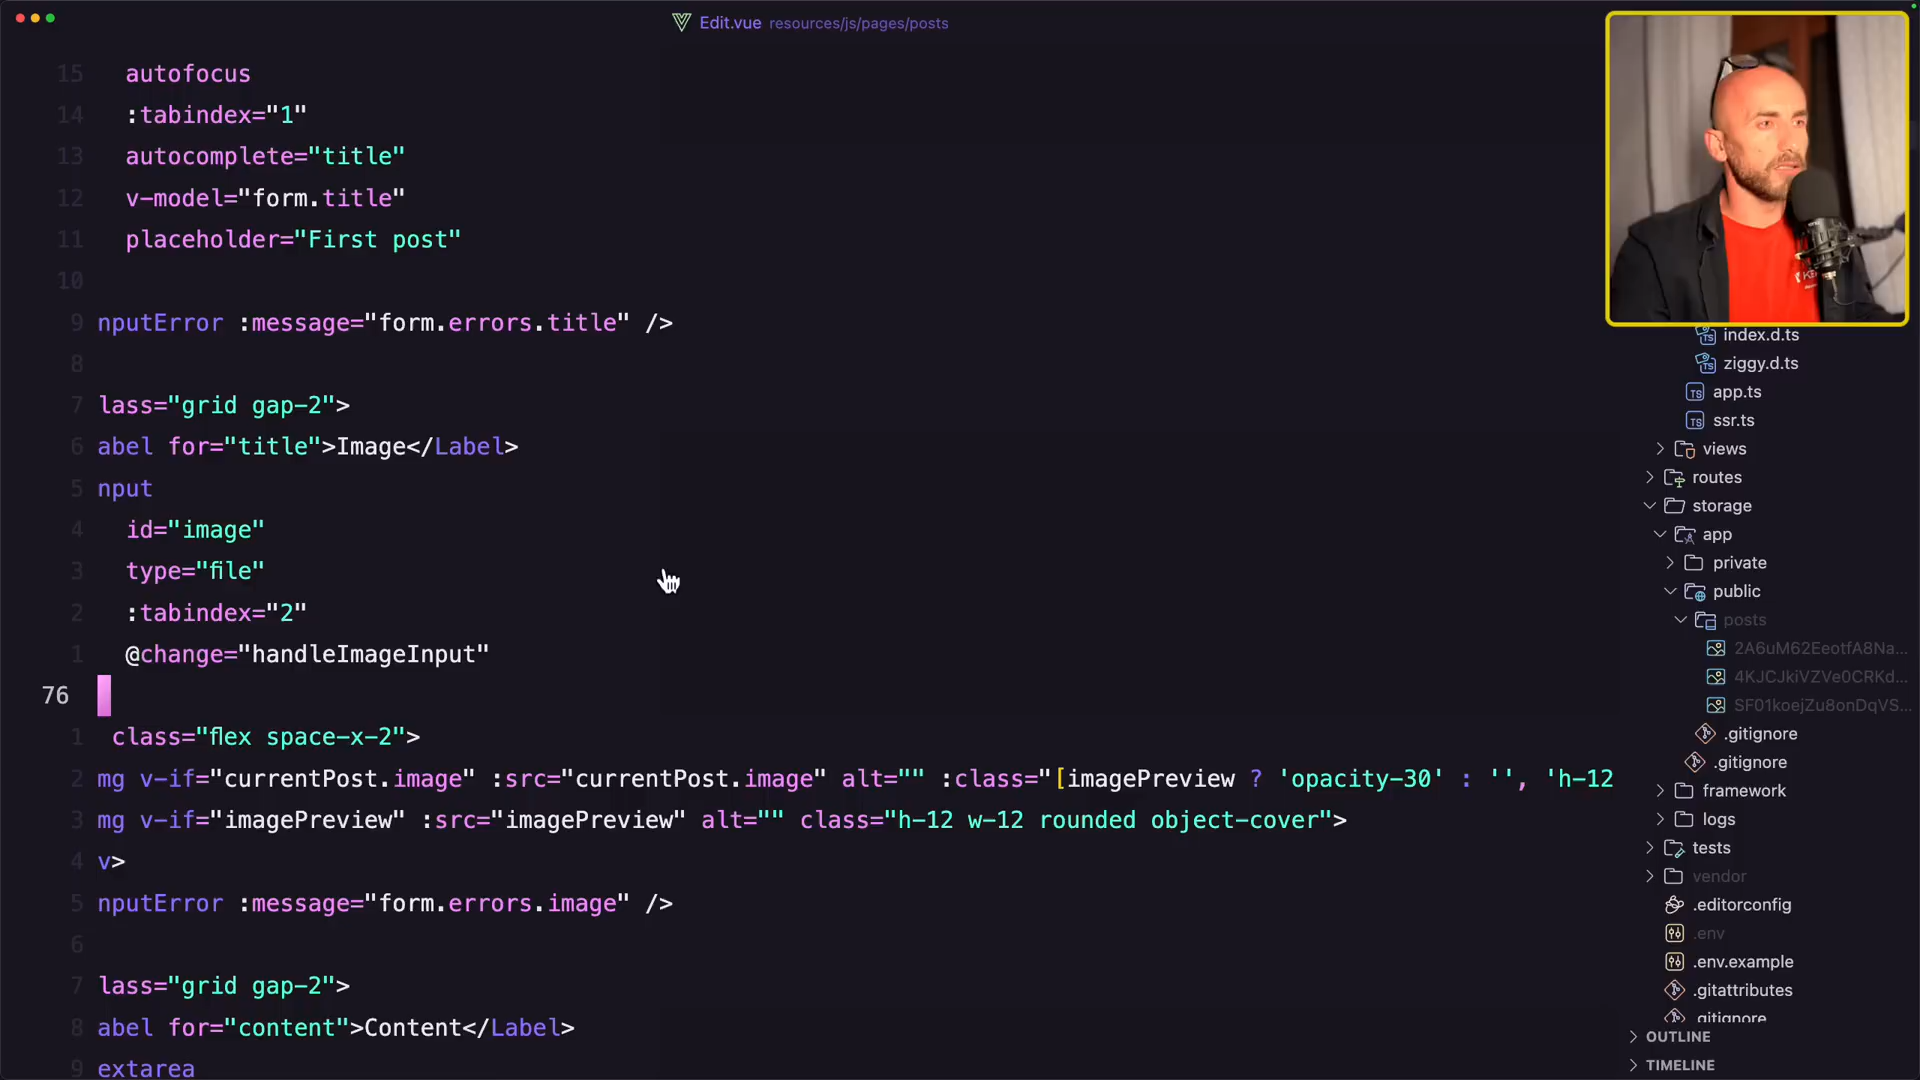 Edit.vue resources/js/pages/posts
15 autofocus
14 :tabindex="1"
13 autocomplete="title"
12 v-model="form.title"
11 placeholder="First post"
10
9 nputError :message="form.errors.title" />
8
7 lass="grid gap-2">
6 abel for="title">Image</Label>
5 nput
4 id="image"
3 type="file"
2 :tabindex="2"
1 @change="handleImageInput"
76
1 class="flex space-x-2">
2 mg v-if="currentPost.image" :src="currentPost.image" alt="" :class="[imagePreview ? 'opacity-30' : '', 'h-12
3 mg v-if="imagePreview" :src="imagePreview" alt="" class="h-12 w-12 rounded object-cover">
4 v>
5 nputError :message="form.errors.image" />
6
7 lass="grid gap-2">
8 abel for="content">Content</Label>
9 extarea
index.d.ts
ziggy.d.ts
app.ts
ssr.ts
views
routes
storage
app
private
public
posts
2A6uM62EeotfA8Na...
4KJCJkiVZVe0CRKd...
SF01koejZu8onDqVS...
.gitignore
.gitignore
framework
logs
tests
vendor
.editorconfig
.env
.env.example
.gitattributes
.gitignore
OUTLINE
TIMELINE